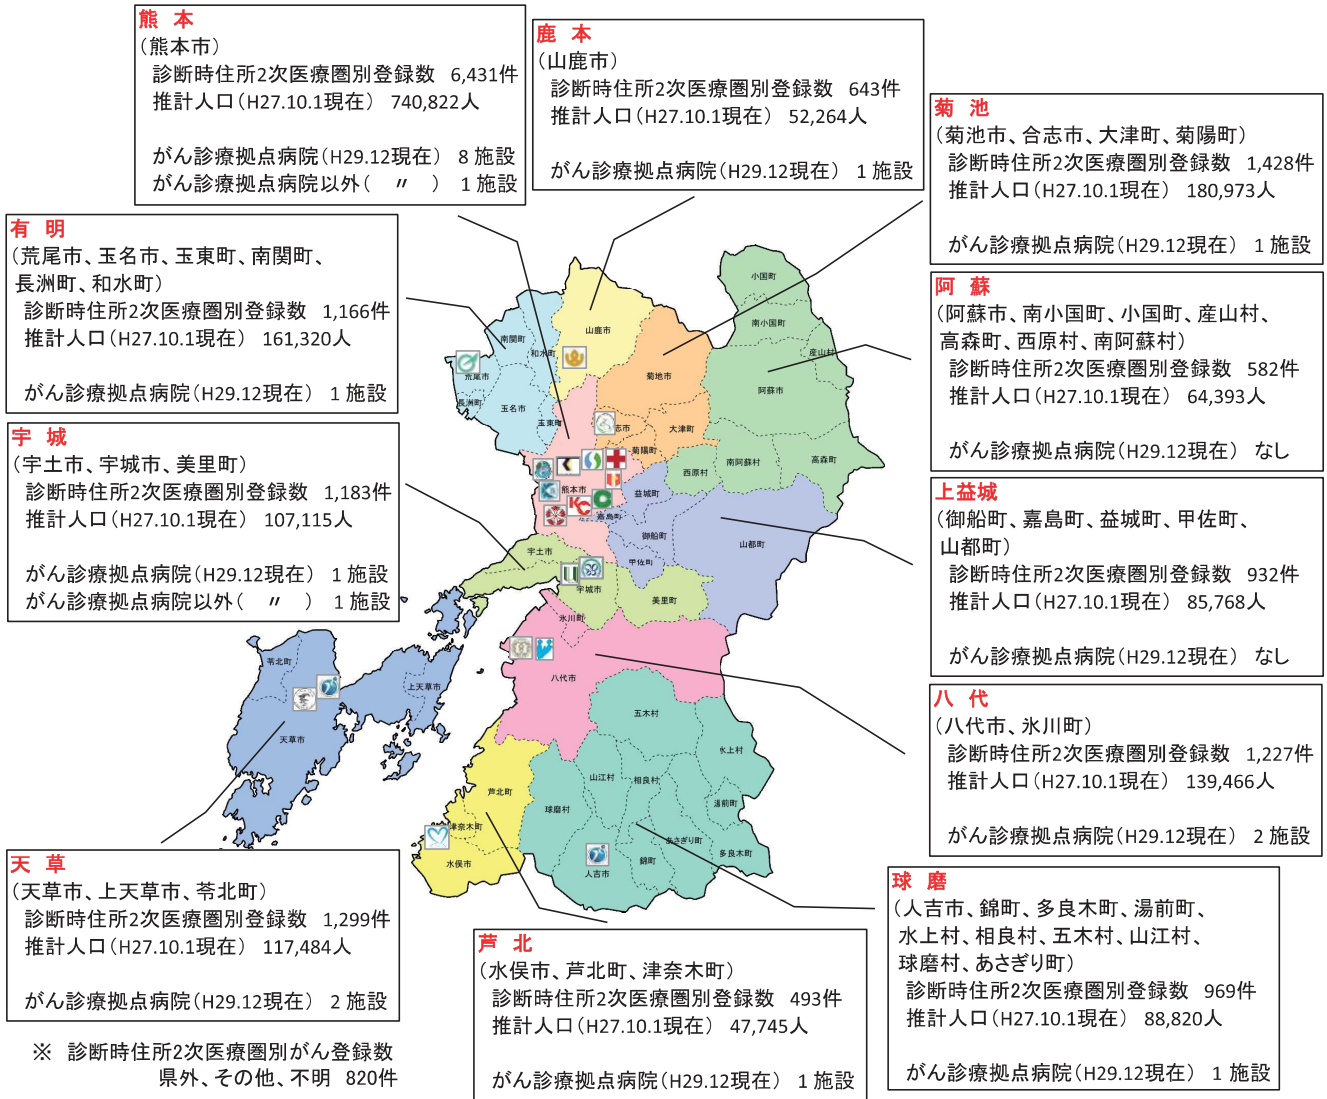 熊 本
(熊本市)
診断時住所2次医療圏別登録数 6,431件
推計人口(H27.10.1現在) 740,822人
がん診療拠点病院(H29.12現在) 8 施設
がん診療拠点病院以外( 〃 ) 1 施設
鹿 本
(山鹿市)
診断時住所2次医療圏別登録数 643件
推計人口(H27.10.1現在) 52,264人
がん診療拠点病院(H29.12現在) 1 施設
菊 池
(菊池市、合志市、大津町、菊陽町)
診断時住所2次医療圏別登録数 1,428件
推計人口(H27.10.1現在) 180,973人
がん診療拠点病院(H29.12現在) 1 施設
有 明
(荒尾市、玉名市、玉東町、南関町、
長洲町、和水町)
診断時住所2次医療圏別登録数 1,166件
推計人口(H27.10.1現在) 161,320人
がん診療拠点病院(H29.12現在) 1 施設
阿 蘇
(阿蘇市、南小国町、小国町、産山村、
高森町、西原村、南阿蘇村)
診断時住所2次医療圏別登録数 582件
推計人口(H27.10.1現在) 64,393人
がん診療拠点病院(H29.12現在) なし
宇 城
(宇土市、宇城市、美里町)
診断時住所2次医療圏別登録数 1,183件
推計人口(H27.10.1現在) 107,115人
がん診療拠点病院(H29.12現在) 1 施設
がん診療拠点病院以外( 〃 ) 1 施設
上益城
(御船町、嘉島町、益城町、甲佐町、
山都町)
診断時住所2次医療圏別登録数 932件
推計人口(H27.10.1現在) 85,768人
がん診療拠点病院(H29.12現在) なし
八 代
(八代市、氷川町)
診断時住所2次医療圏別登録数 1,227件
推計人口(H27.10.1現在) 139,466人
がん診療拠点病院(H29.12現在) 2 施設
天 草
(天草市、上天草市、苓北町)
診断時住所2次医療圏別登録数 1,299件
推計人口(H27.10.1現在) 117,484人
がん診療拠点病院(H29.12現在) 2 施設
球 磨
(人吉市、錦町、多良木町、湯前町、
水上村、相良村、五木村、山江村、
球磨村、あさぎり町)
診断時住所2次医療圏別登録数 969件
推計人口(H27.10.1現在) 88,820人
がん診療拠点病院(H29.12現在) 1 施設
芦 北
(水俣市、芦北町、津奈木町)
診断時住所2次医療圏別登録数 493件
推計人口(H27.10.1現在) 47,745人
がん診療拠点病院(H29.12現在) 1 施設
※ 診断時住所2次医療圏別がん登録数
県外、その他、不明 820件
小国町
南小国町
産山村
山鹿市
南関町
和水町
荒尾市
菊地市
阿蘇市
長洲町
玉名市
玉東町
志市
大津町
菊陽町
西原村
南阿蘇村
高森町
熊本市
益城町
KC
嘉島町
御船町
山都町
甲佐町
宇土市
宇城市
美里町
氷川町
八代市
苓北町
上天草市
天草市
五木村
水上村
山江村
相良村
芦北町
球磨村
湯前町
津奈木町
あさぎり町
多良木町
水俣市
人吉市
錦町